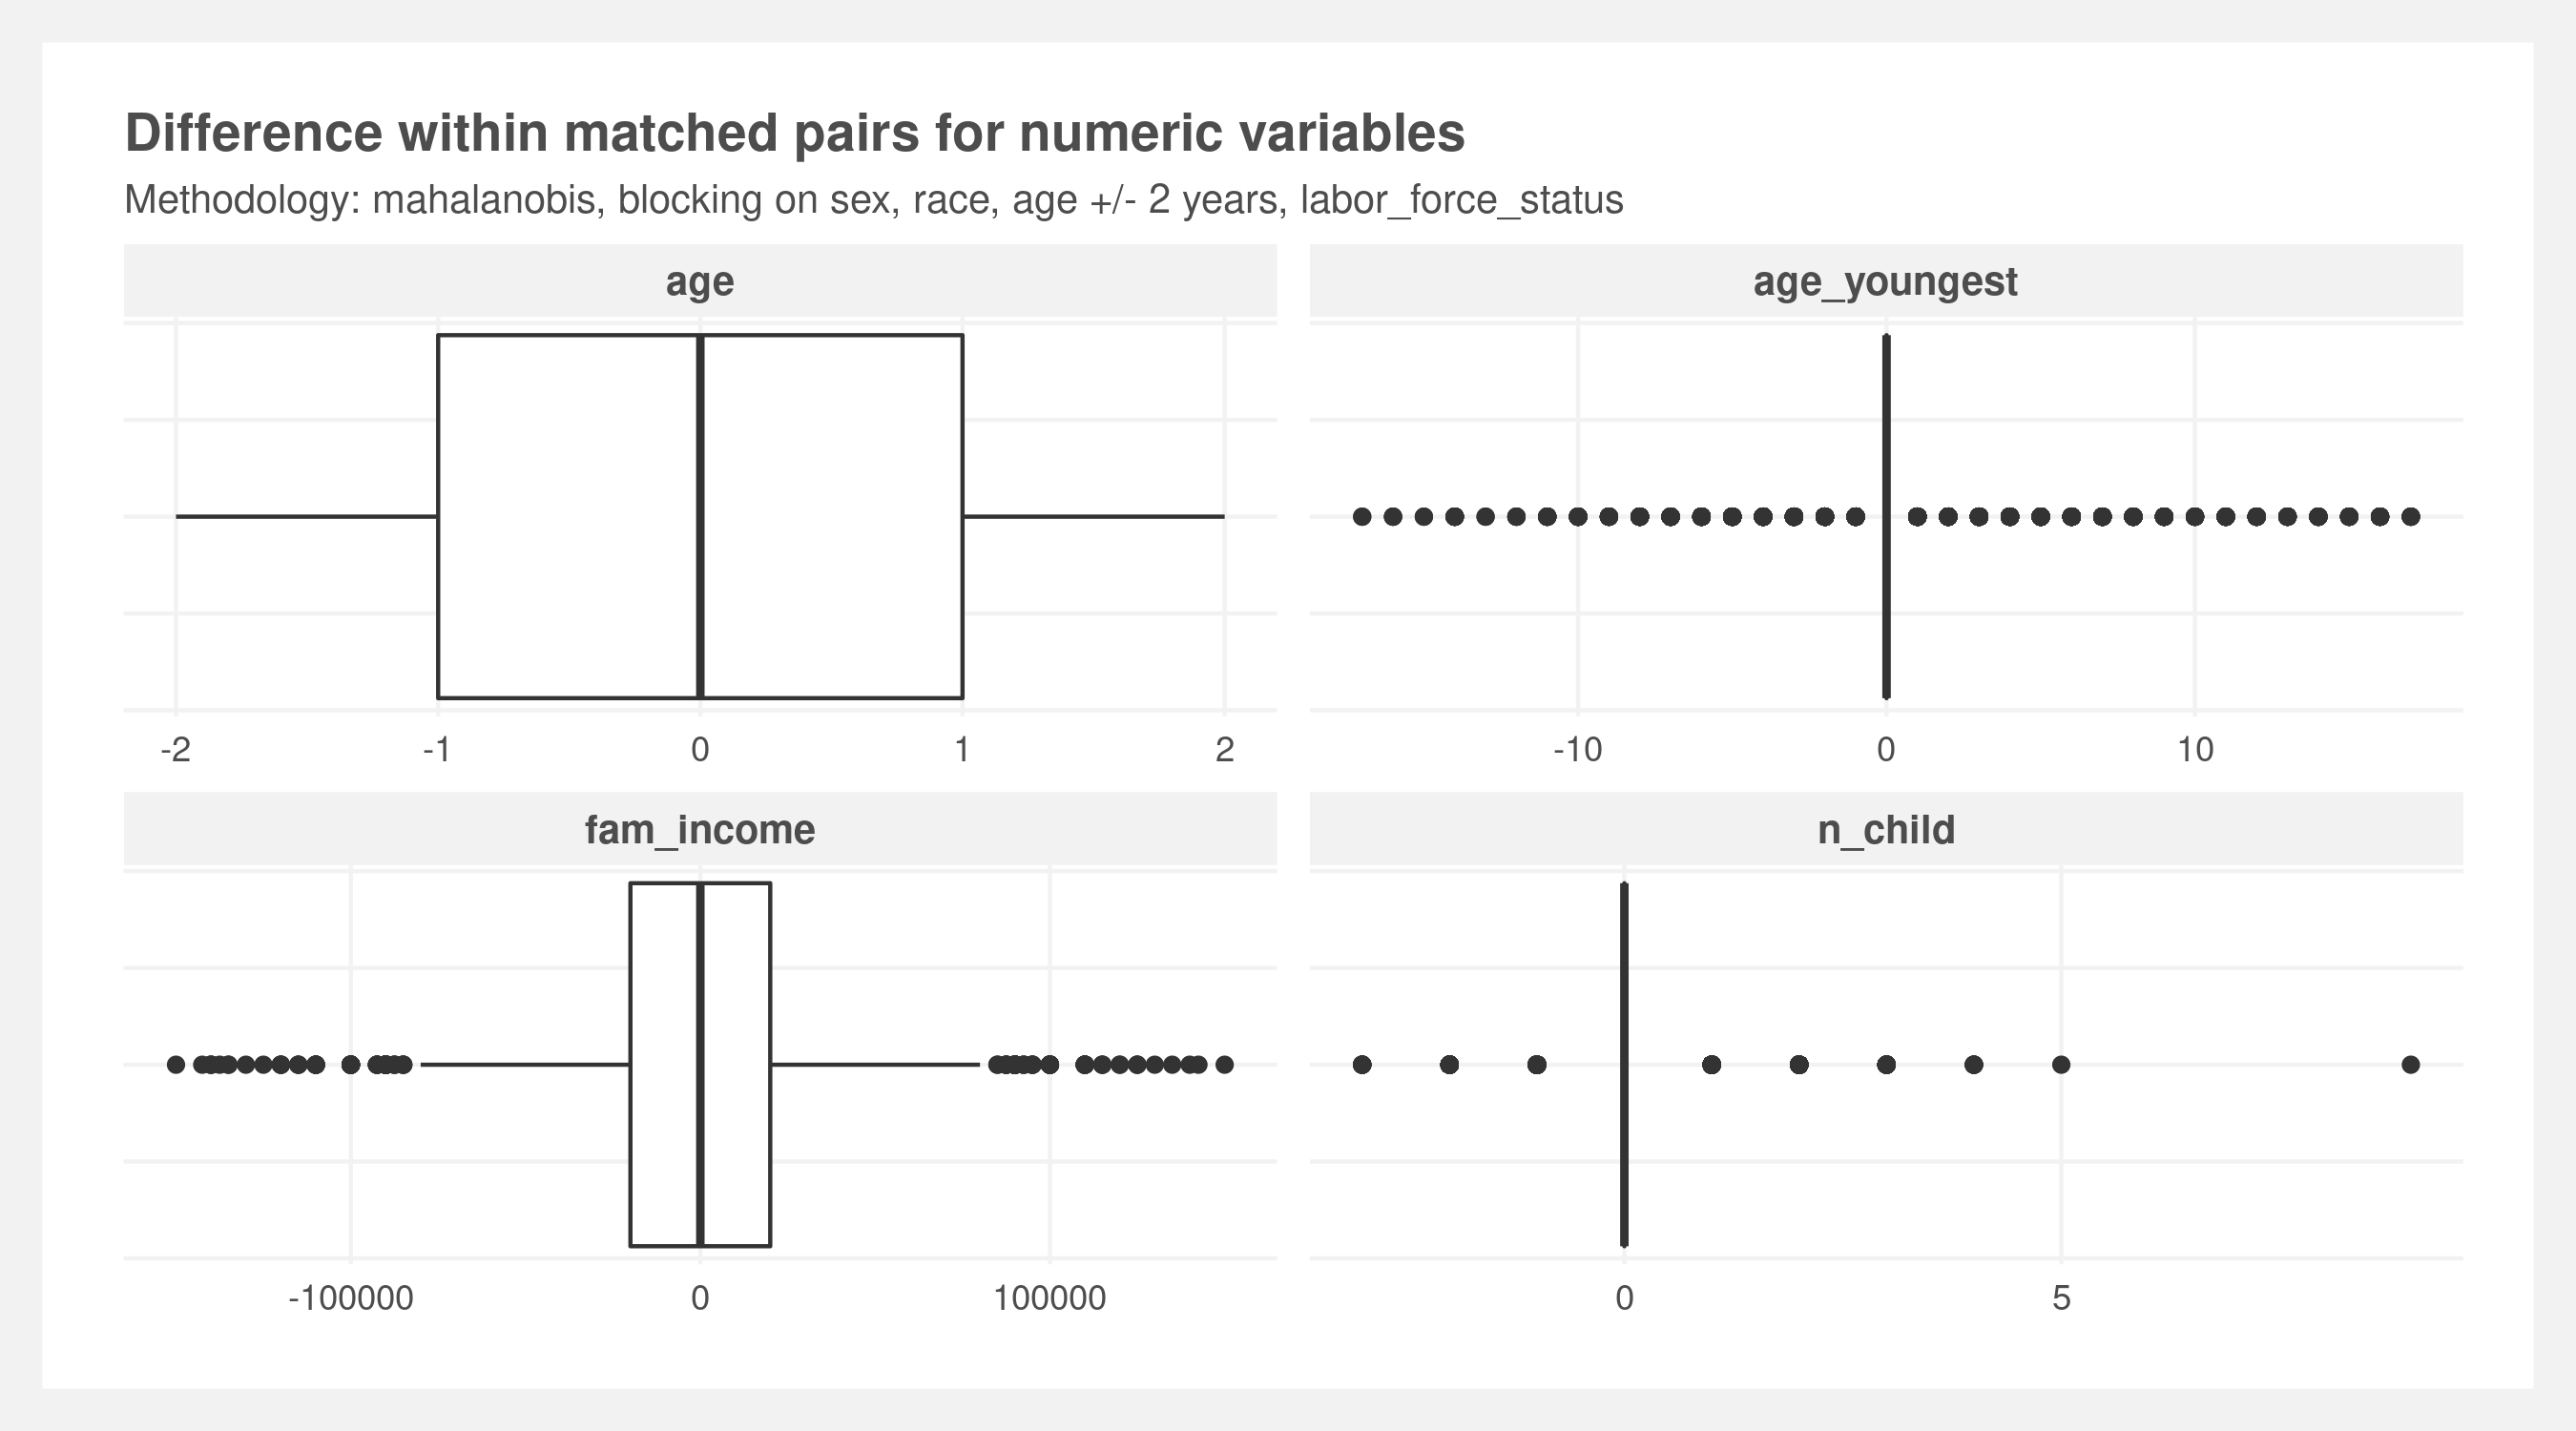 Difference within matched pairs for numeric variables
Methodology: mahalanobis, blocking on sex, race, age +/- 2 years, labor_force_status
age
age_youngest
-2 -1 0 1 2
-10 0 10
fam_income
n_child
-100000 0 100000
0 5